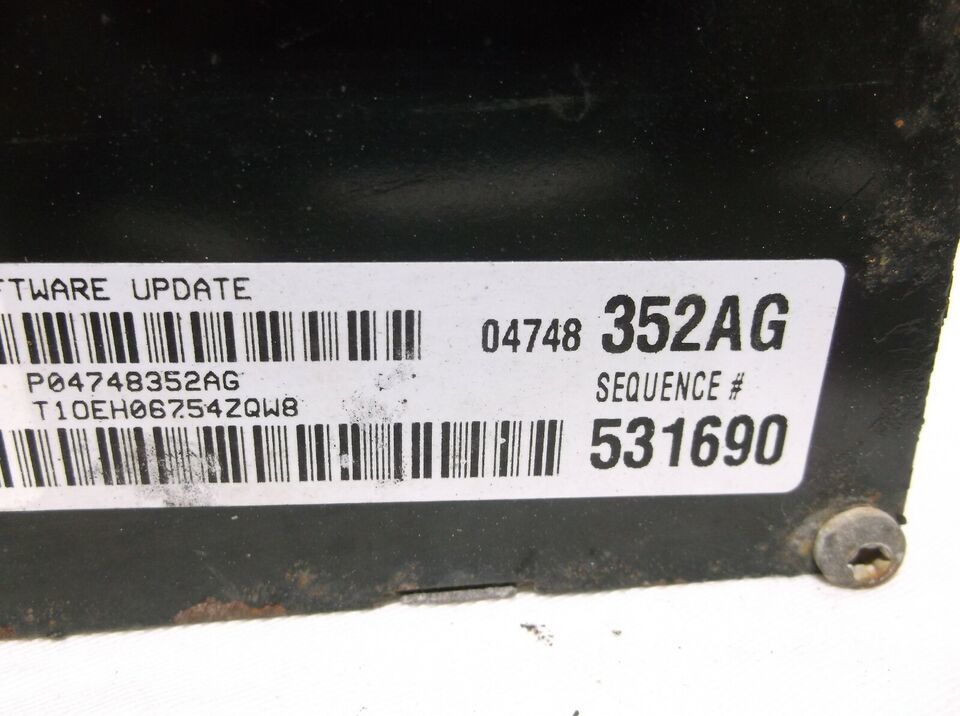 FTWARE UPDATE
04748 352AG
P04748352AG
SEQUENCE #
T10EH06754ZQW8
531690